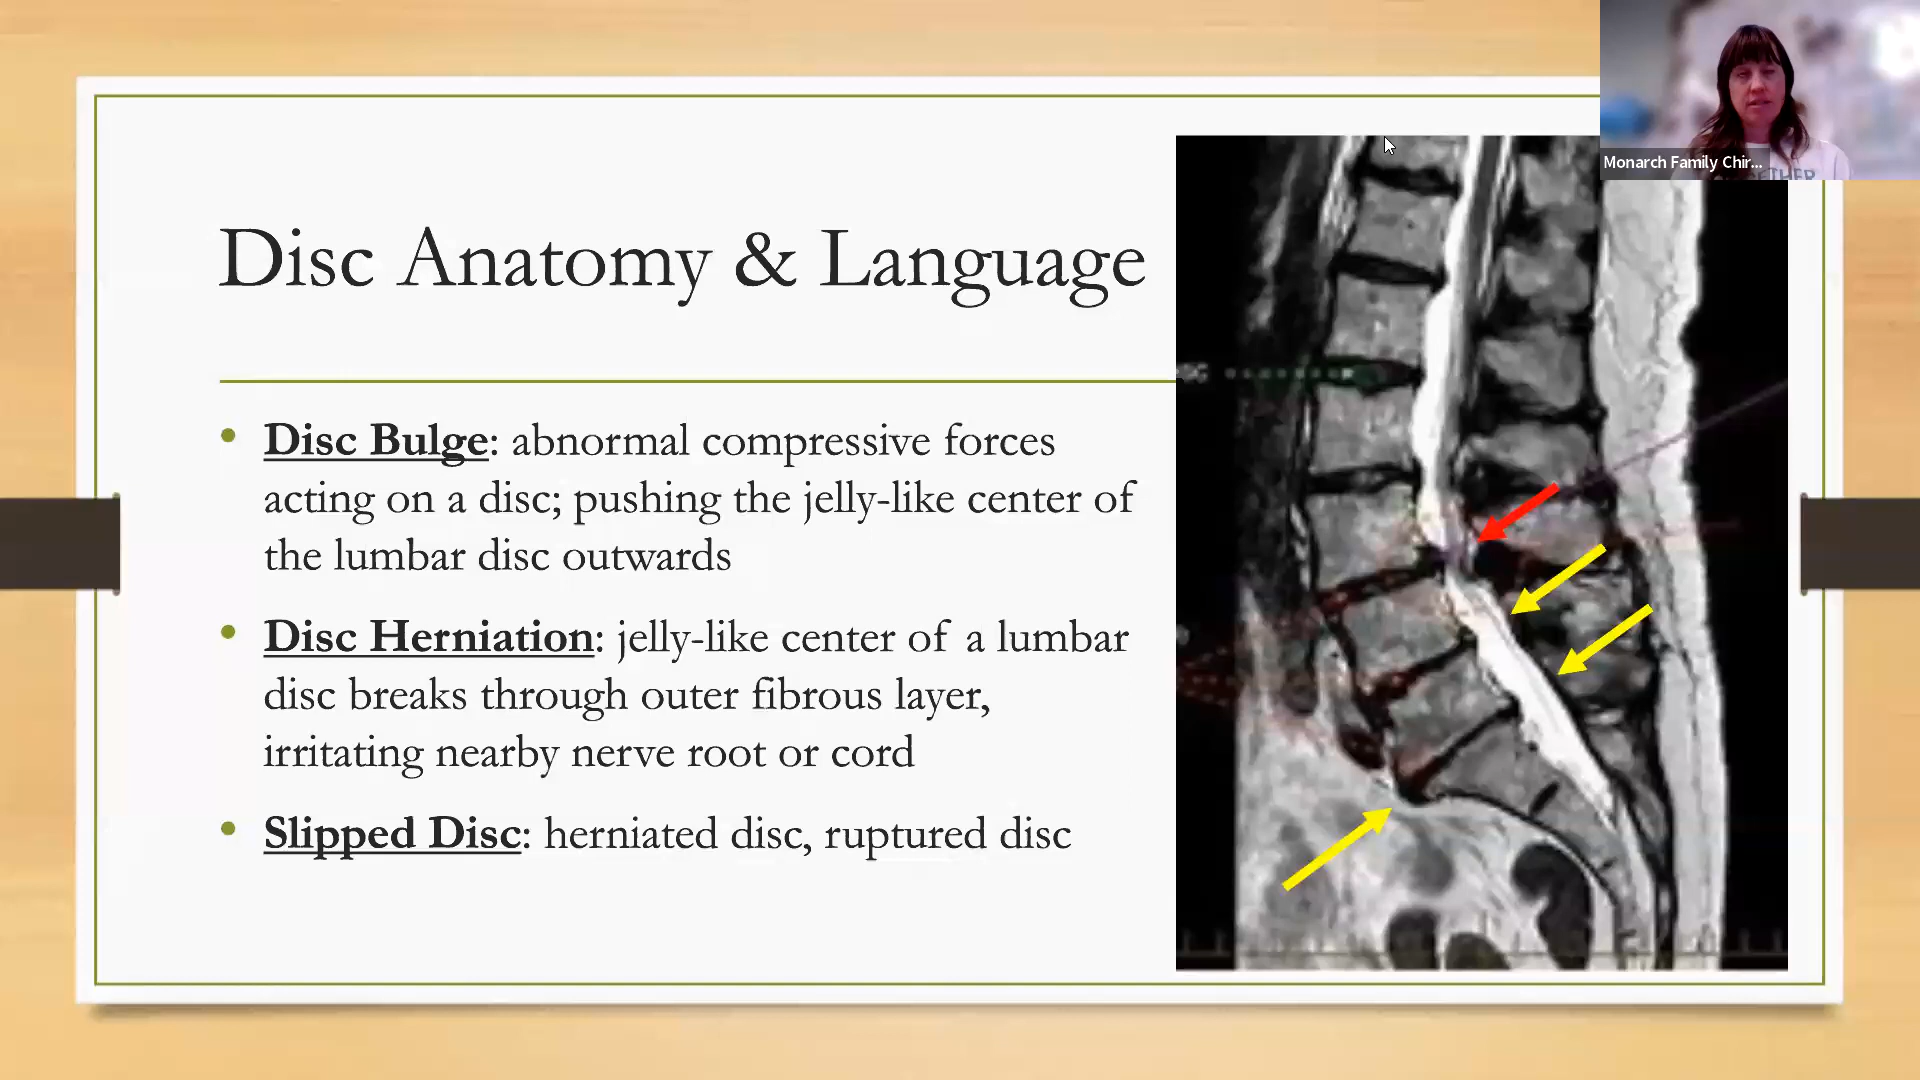 Monarch Family Chir...
Disc Anatomy & Language
• Disc Bulge: abnormal compressive forces
acting on a disc; pushing the jelly-like center of
the lumbar disc outwards
• Disc Herniation: jelly-like center of a lumbar
disc breaks through outer fibrous layer,
irritating nearby nerve root or cord
• Slipped Disc: herniated disc, ruptured disc